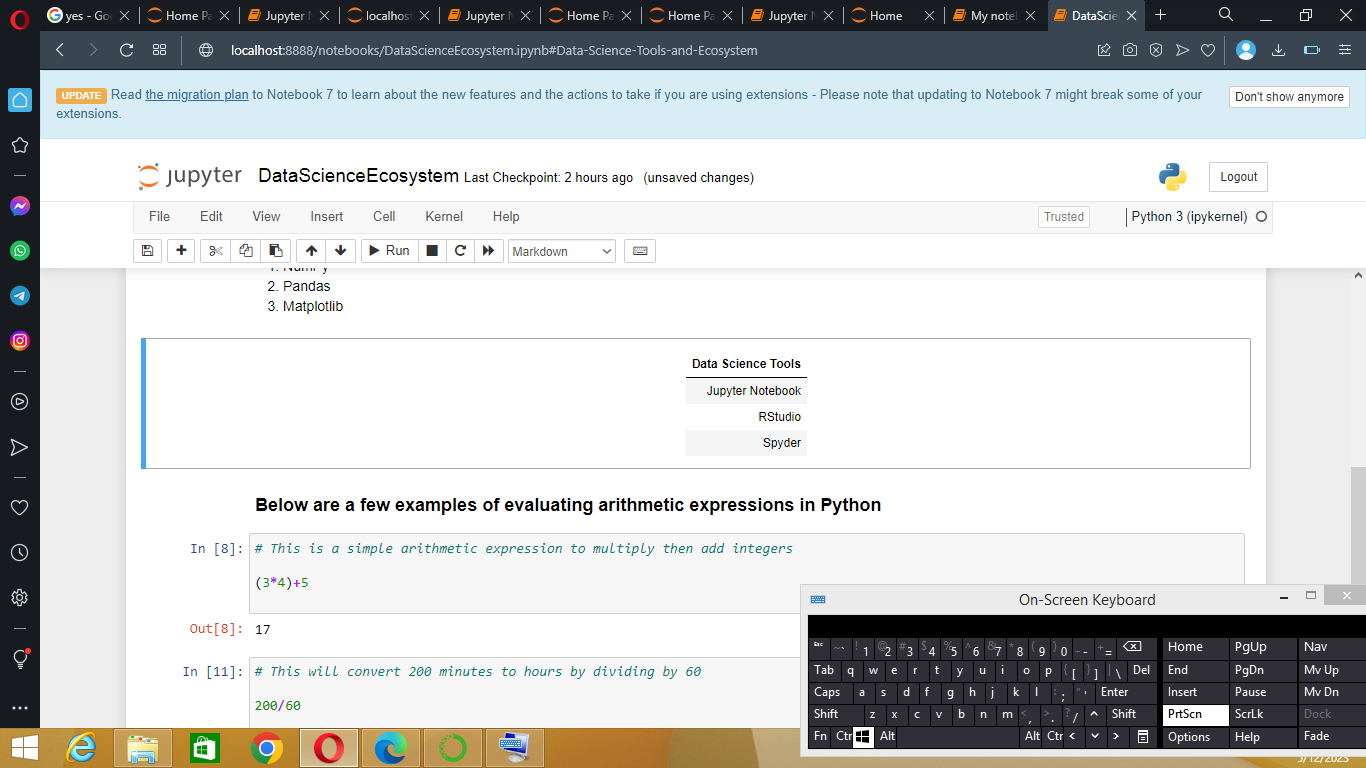 yes - Goo
Home Pa
Jupyter N
localhos
Jupyter N
Home Pa
Home Pa
Jupyter N
Home
My noteb
DataScie
localhost:8888/notebooks/DataScienceEcosystem.ipynb#Data-Science-Tools-and-Ecosystem
UPDATE Read the migration plan to Notebook 7 to learn about the new features and the actions to take if you are using extensions - Please note that updating to Notebook 7 might break some of your
extensions.
Don't show anymore
jupyter DataScienceEcosystem Last Checkpoint: 2 hours ago (unsaved changes)
Logout
File Edit View Insert Cell Kernel Help
Trusted
Python 3 (ipykernel)
Run
Markdown
1. NumPy
2. Pandas
3. Matplotlib
Data Science Tools
Jupyter Notebook
RStudio
Spyder
Below are a few examples of evaluating arithmetic expressions in Python
In [8]: # This is a simple arithmetic expression to multiply then add integers
(3*4)+5
Out[8]: 17
In [11]: # This will convert 200 minutes to hours by dividing by 60
200/60
On-Screen Keyboard
Esc ~` !1 @2 #3 $4 %5 ^6 &7 *8 (9 )0 _- += Home PgUp Nav
Tab q w e r t y u i o p {[ }] |\ Del End PgDn Mv Up
Caps a s d f g h j k l :; "' Enter Insert Pause Mv Dn
Shift z x c v b n m <, >. ?/ Shift PrtScn ScrLk Dock
Fn Ctr Alt Alt Ctr < > Options Help Fade
5/12/2023